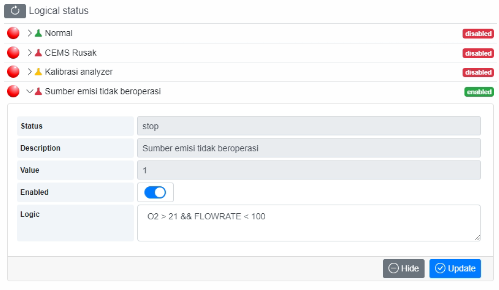 Logical status
Normal disabled
CEMS Rusak disabled
Kalibrasi analyzer disabled
Sumber emisi tidak beroperasi enabled
Status stop
Description Sumber emisi tidak beroperasi
Value 1
Enabled
Logic O2 > 21 && FLOWRATE < 100
Hide Update